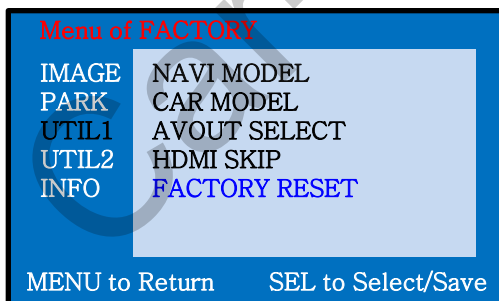 Menu of FACTORY
IMAGE NAVI MODEL
PARK CAR MODEL
UTIL1 AVOUT SELECT
UTIL2 HDMI SKIP
INFO FACTORY RESET
MENU to Return SEL to Select/Save